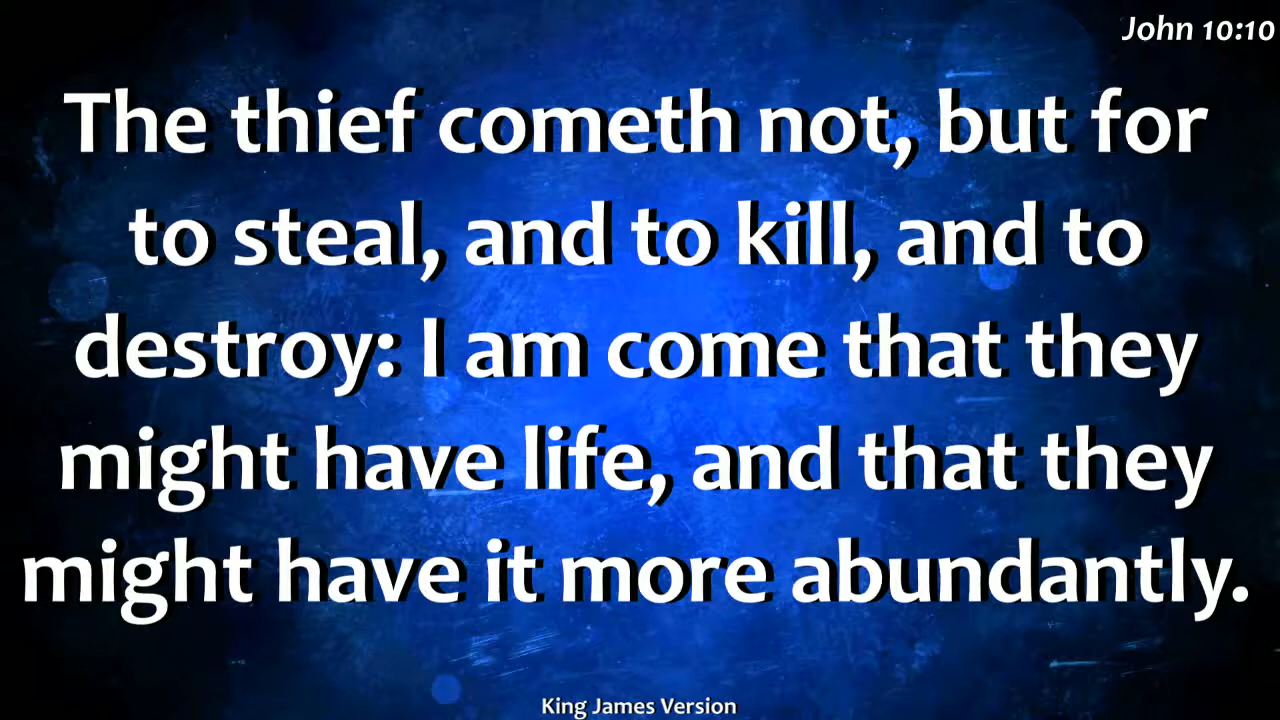 John 10:10
The thief cometh not, but for
to steal, and to kill, and to
destroy: I am come that they
might have life, and that they
might have it more abundantly.
King James Version